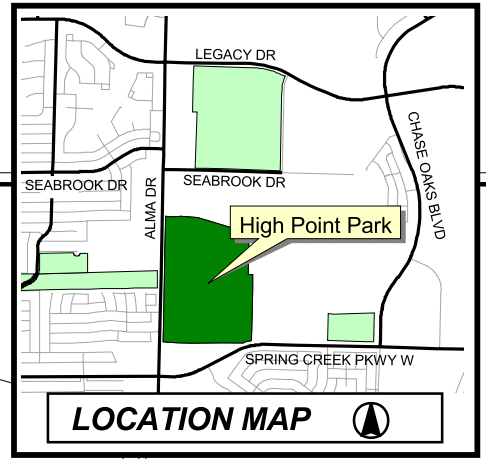 LEGACY DR
CHASE OAKS BLVD
SEABROOK DR
SEABROOK DR
ALMA DR
High Point Park
SPRING CREEK PKWY W
LOCATION MAP